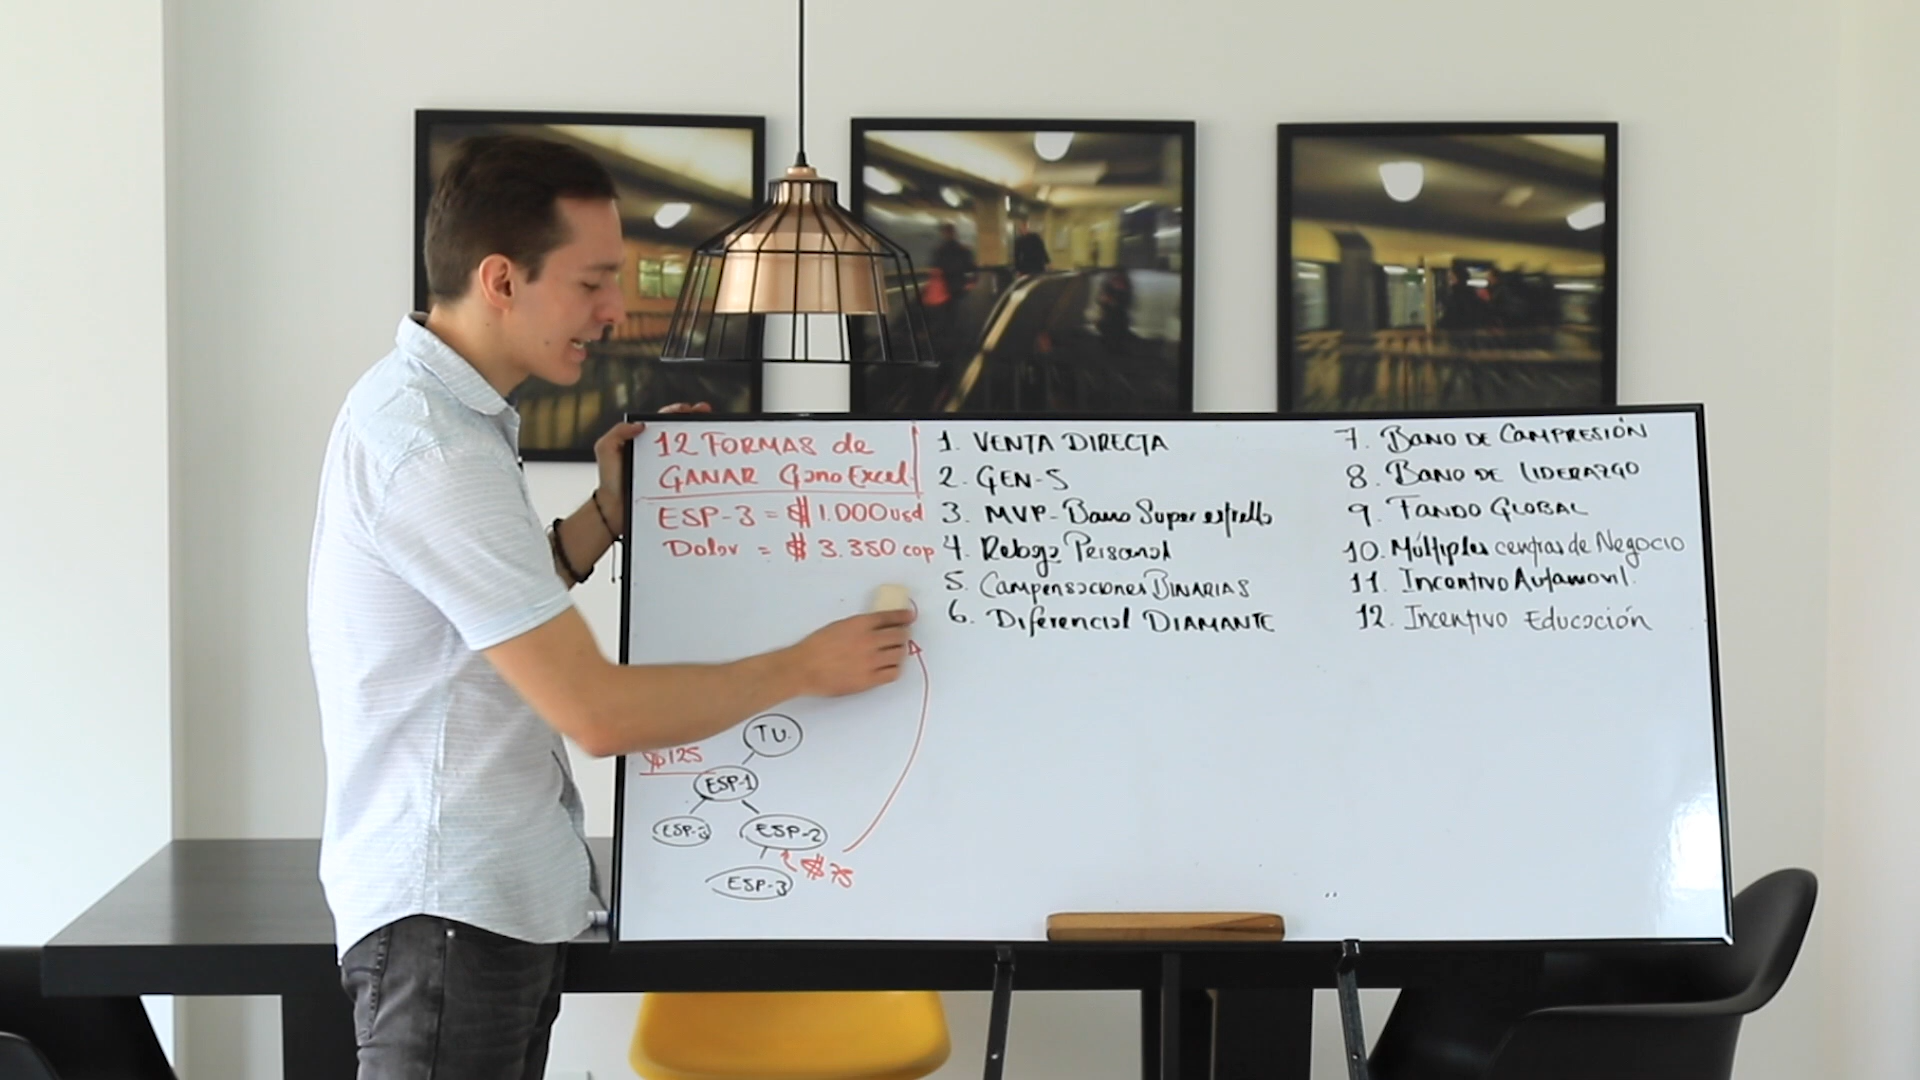 12 FORMAS de
GANAR GanoExcel
ESP-3 = $ 1.000 usd
Dolar = $ 3.350 cop
1. VENTA DIRECTA
2. GEN-5
3. MVP-Bono Super estrella
4. Rebaja Personal
5. Compensaciones BINARIAS
6. Diferencial DIAMANTE
7. BONO DE COMPRESIÓN
8. BONO DE LIDERAZGO
9. FONDO GLOBAL
10. Múltiples centros de Negocio
11. Incentivo Automovil.
12. Incentivo Educación
TU.
$125
ESP-1
ESP-3 ESP-2
$75
ESP-3